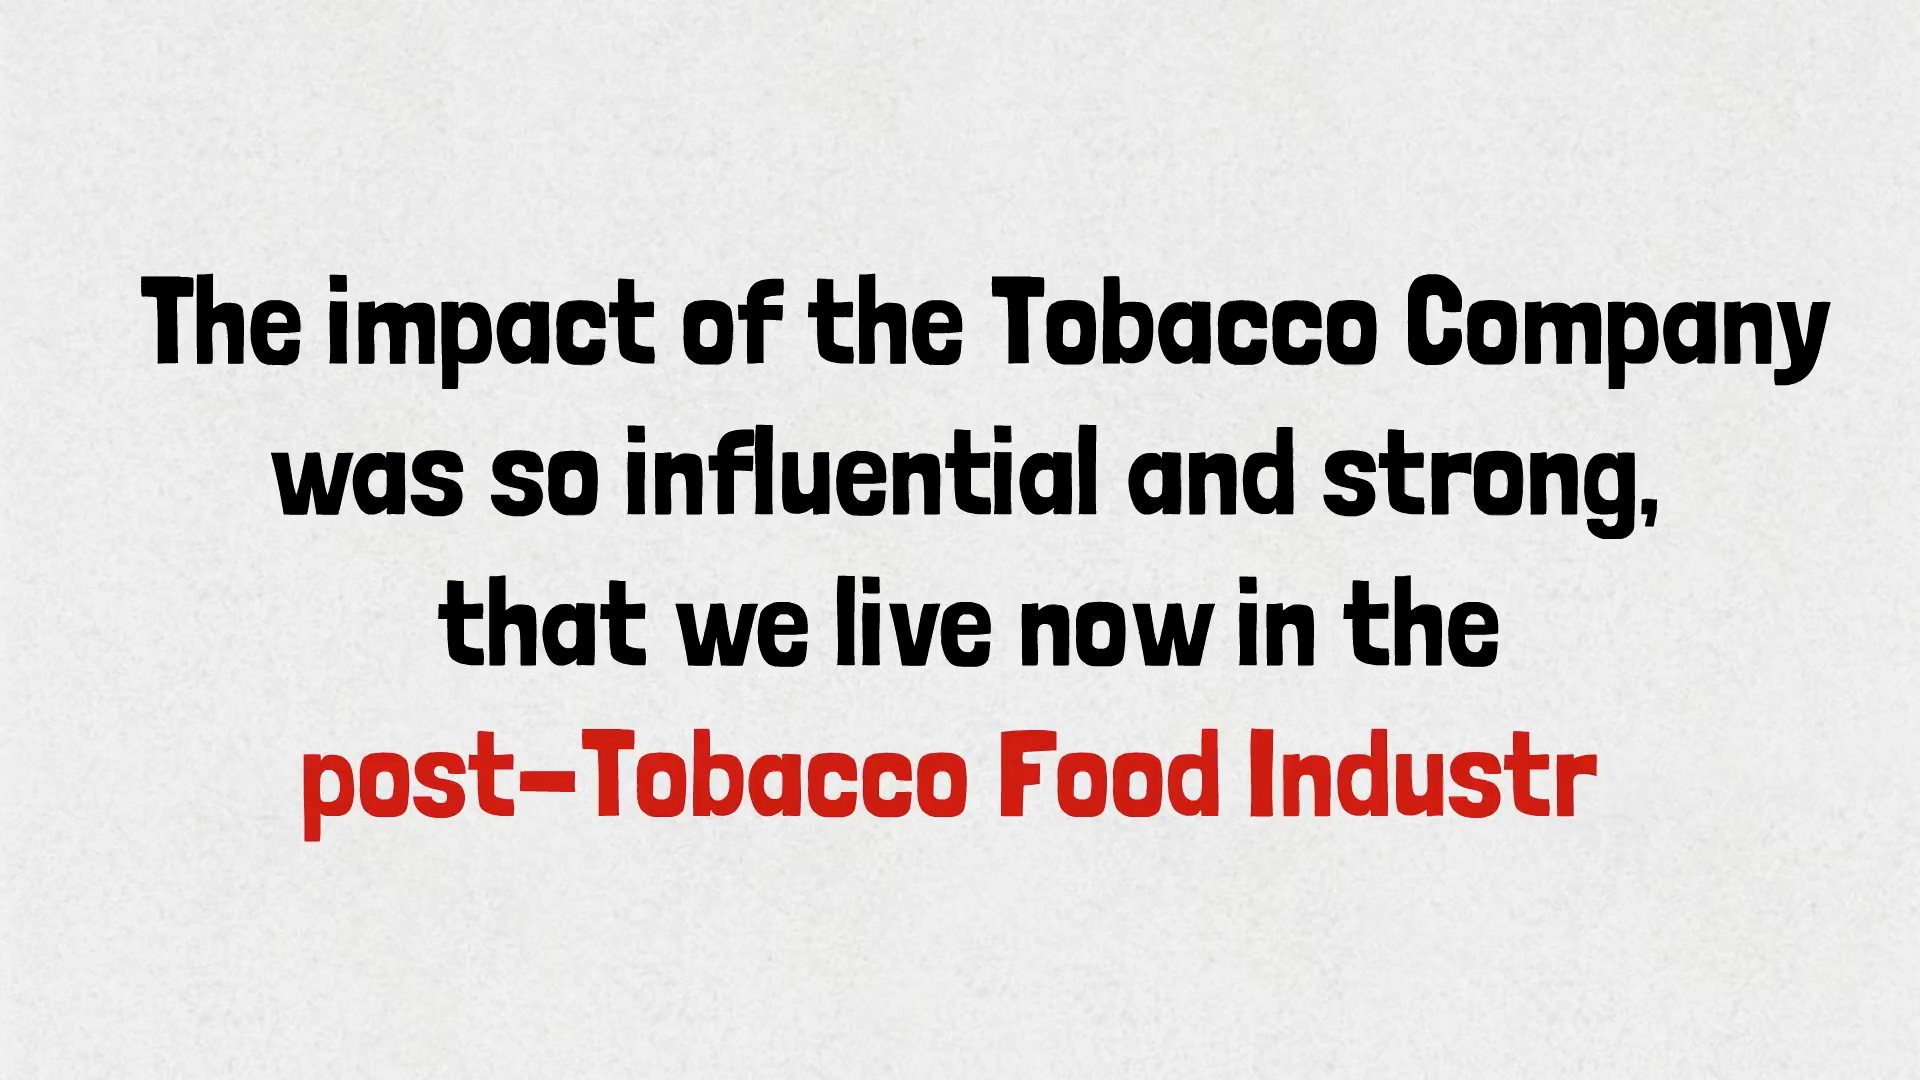 The impact of the Tobacco Company
was so influential and strong,
that we live now in the
post-Tobacco Food Industr